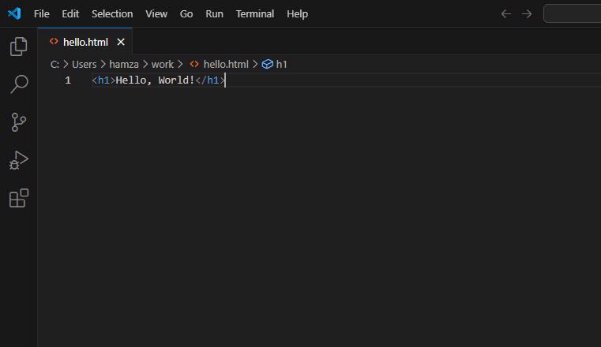 File Edit Selection View Go Run Terminal Help
hello.html
C: > Users > hamza > work > hello.html > h1
1 <h1>Hello, World!</h1>